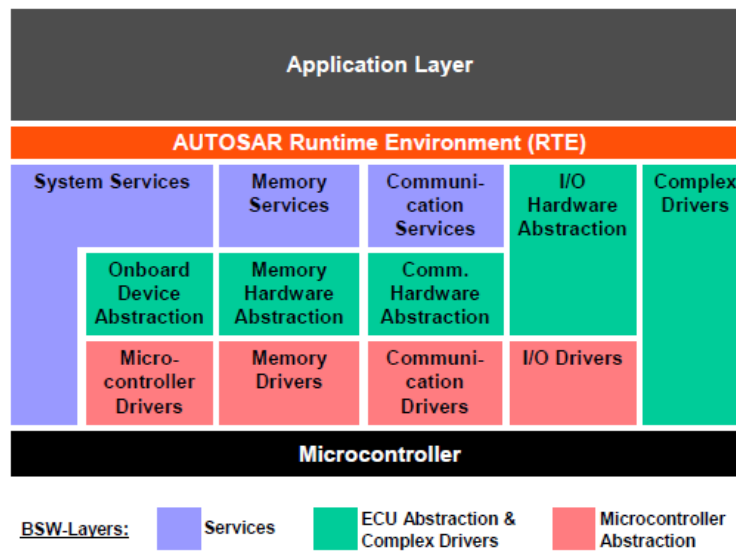 Application Layer
AUTOSAR Runtime Environment (RTE)
System Services
Memory
Services
Communi-
cation
Services
I/O
Hardware
Abstraction
Complex
Drivers
Onboard
Device
Abstraction
Memory
Hardware
Abstraction
Comm.
Hardware
Abstraction
Micro-
controller
Drivers
Memory
Drivers
Communi-
cation
Drivers
I/O Drivers
Microcontroller
BSW-Layers:
Services
ECU Abstraction &
Complex Drivers
Microcontroller
Abstraction